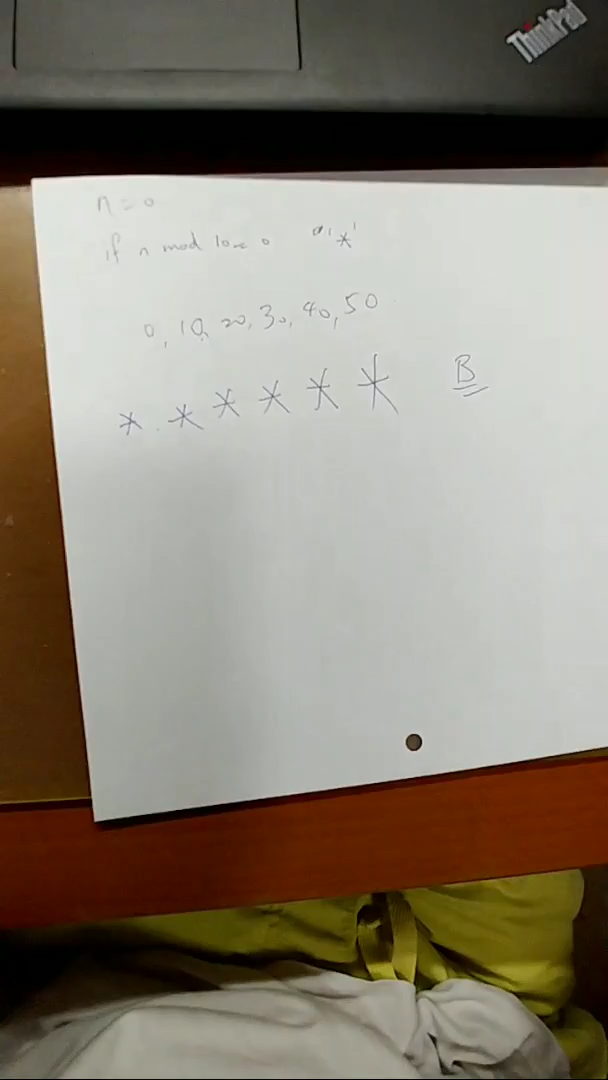 ThinkPad
n = 0
if n mod 10 = 0 o '*'
0, 10, 20, 30, 40, 50
* * * * * * B